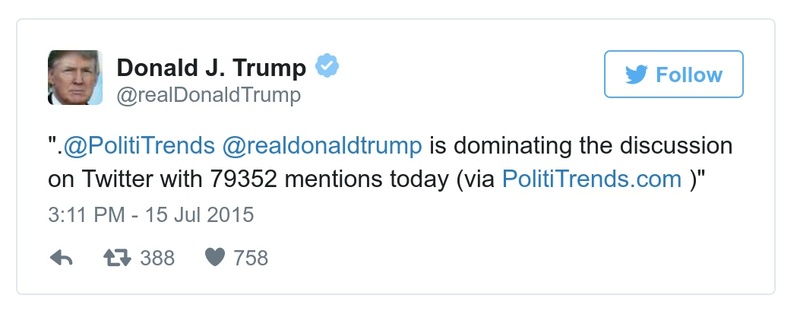 Donald J. Trump
@realDonaldTrump
Follow
".@PolitiTrends @realdonaldtrump is dominating the discussion
on Twitter with 79352 mentions today (via PolitiTrends.com )"
3:11 PM - 15 Jul 2015
388 758